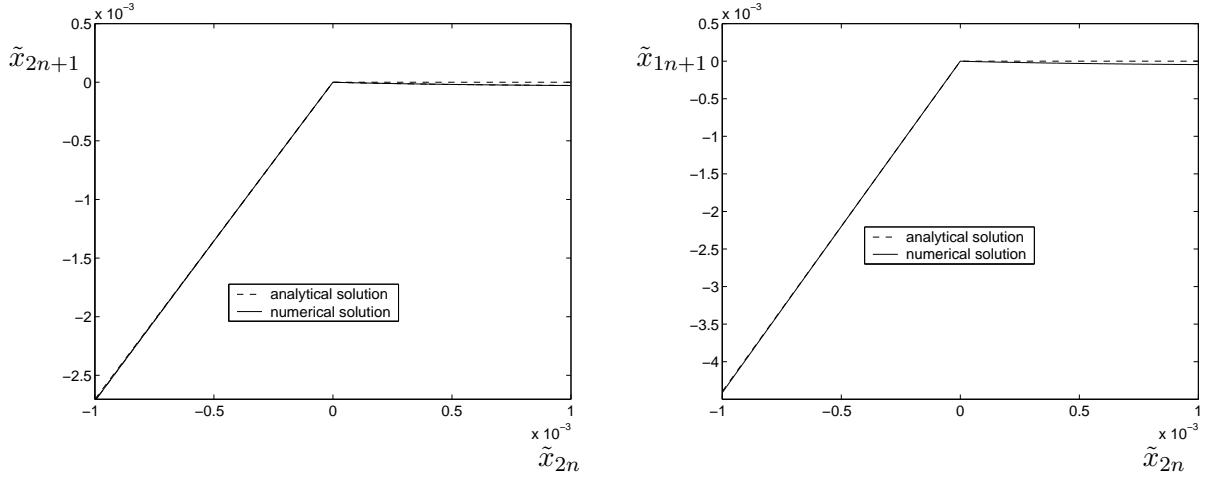 x 10⁻³
0.5
x̃₂ₙ₊₁
0
−0.5
−1
−1.5
−2
−2.5
analytical solution
numerical solution
−1
−0.5
0
0.5
1
x 10⁻³
x̃₂ₙ
x 10⁻³
0.5
x̃₁ₙ₊₁
0
−0.5
−1
−1.5
−2
−2.5
−3
−3.5
−4
analytical solution
numerical solution
−1
−0.5
0
0.5
1
x 10⁻³
x̃₂ₙ